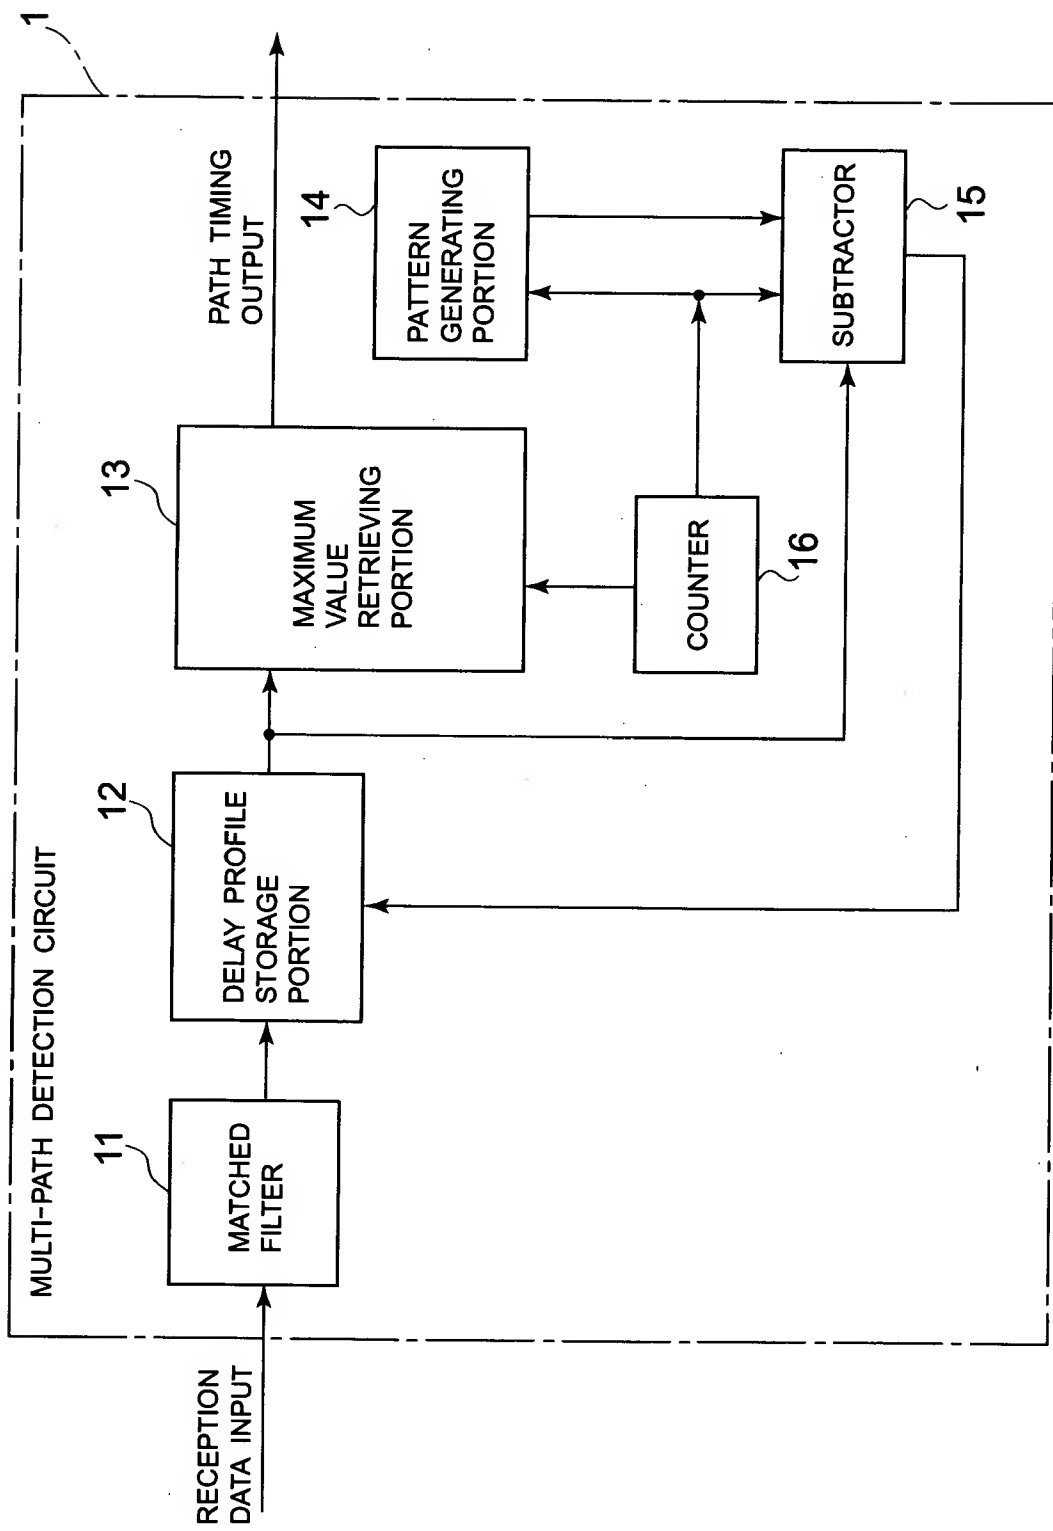 1
MULTI-PATH DETECTION CIRCUIT
RECEPTION
DATA INPUT
11
MATCHED
FILTER
12
DELAY PROFILE
STORAGE
PORTION
13
MAXIMUM
VALUE
RETRIEVING
PORTION
PATH TIMING
OUTPUT
14
PATTERN
GENERATING
PORTION
COUNTER
16
SUBTRACTOR
15